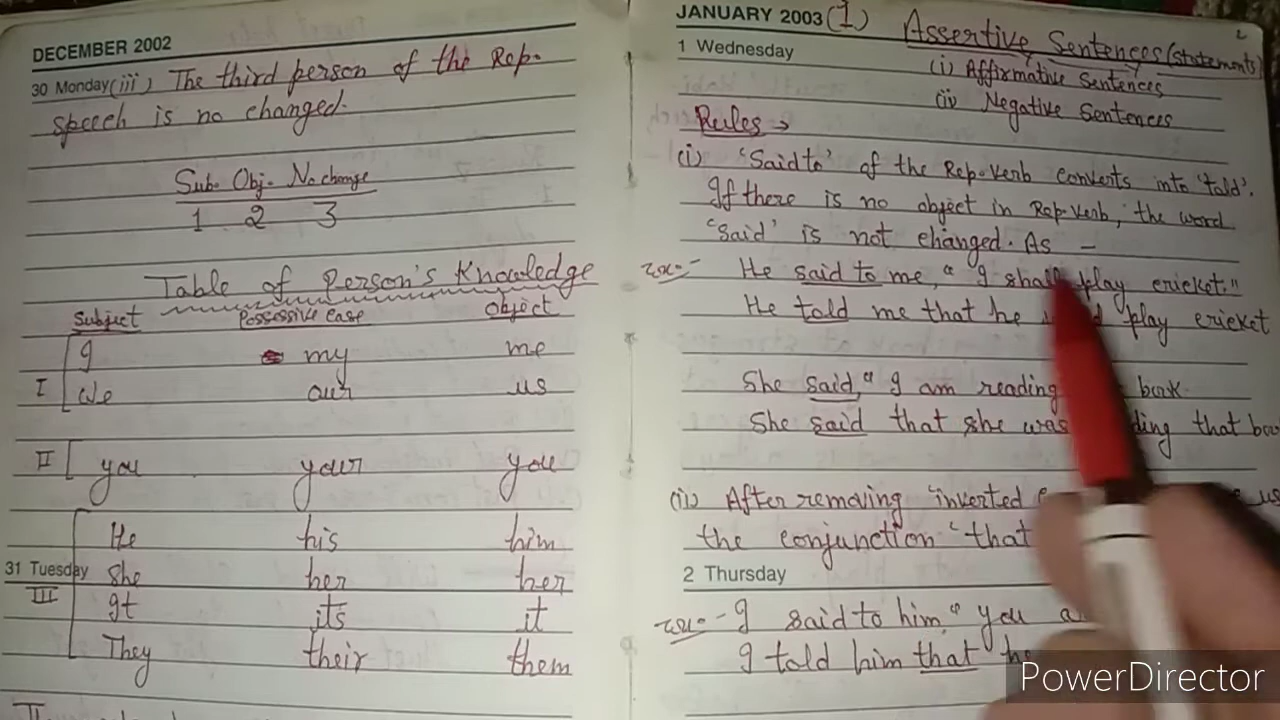 DECEMBER 2002
30 Monday (iii) The third person of the Rep.
speech is no changed.
Sub. Obj. No change
1 2 3
Table of Person's Knowledge
Subject Possessive case Object
I my me
I We our us
II you your you
He his him
31 Tuesday She her her
III It its it
They their them
JANUARY 2003 (1) Assertive Sentences (Statements) 2
1 Wednesday (i) Affirmative Sentences
(ii) Negative Sentences
Rules →
(i) 'Said to' of the Rep. verb converts into 'told'.
If there is no object in Rep. verb, the word
'said' is not changed. As -
Ex:- He said to me, "I shall play cricket."
He told me that he play cricket
She said, "I am reading book.
She said that she was that
(ii) After removing inverted
the conjunction 'that
2 Thursday
Ex:- I said to him, "you
I told him that
PowerDirector